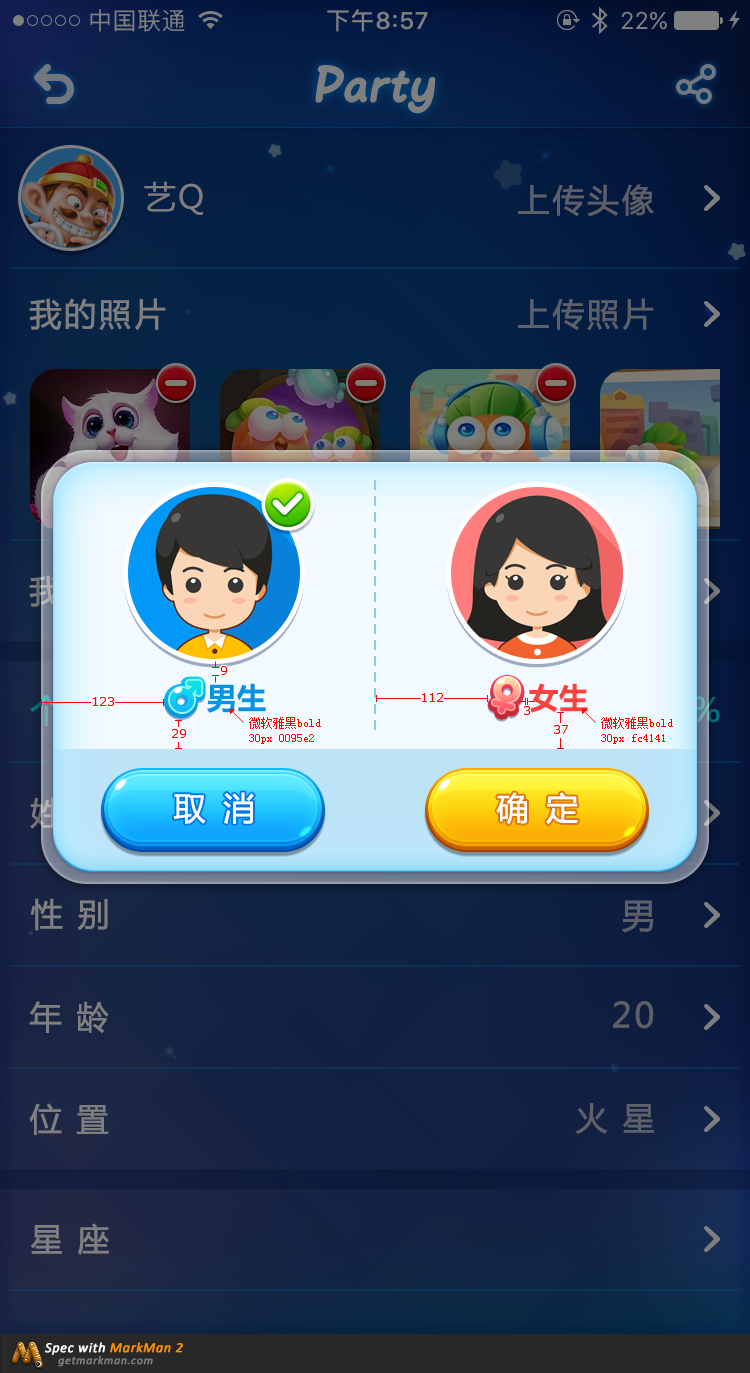 中国联通 下午8:57 22%
Party
艺Q 上传头像
我的照片 上传照片
我
9
123 男生 112 3 女生
个 %
微软雅黑bold 微软雅黑bold
30px 0095e2 30px fc4141
29 37
姓
取 消 确 定
性 别 男
年 龄 20
位 置 火 星
星 座
Spec with MarkMan 2
getmarkman.com